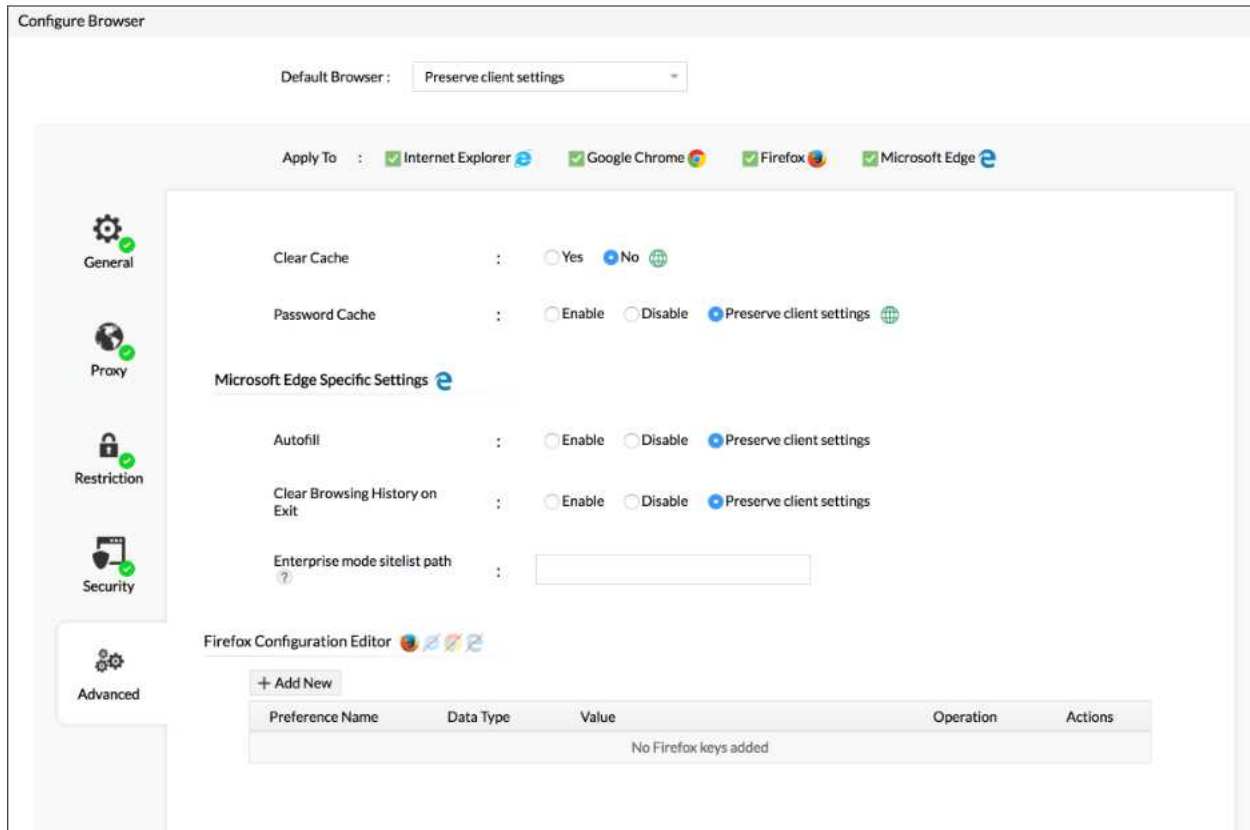 Configure Browser
Default Browser : Preserve client settings
Apply To : Internet Explorer Google Chrome Firefox Microsoft Edge
General
Clear Cache : Yes No
Password Cache : Enable Disable Preserve client settings
Proxy
Microsoft Edge Specific Settings
Autofill : Enable Disable Preserve client settings
Restriction
Clear Browsing History on
Exit : Enable Disable Preserve client settings
Enterprise mode sitelist path
? :
Security
Firefox Configuration Editor
Advanced
+ Add New
Preference Name Data Type Value Operation Actions
No Firefox keys added